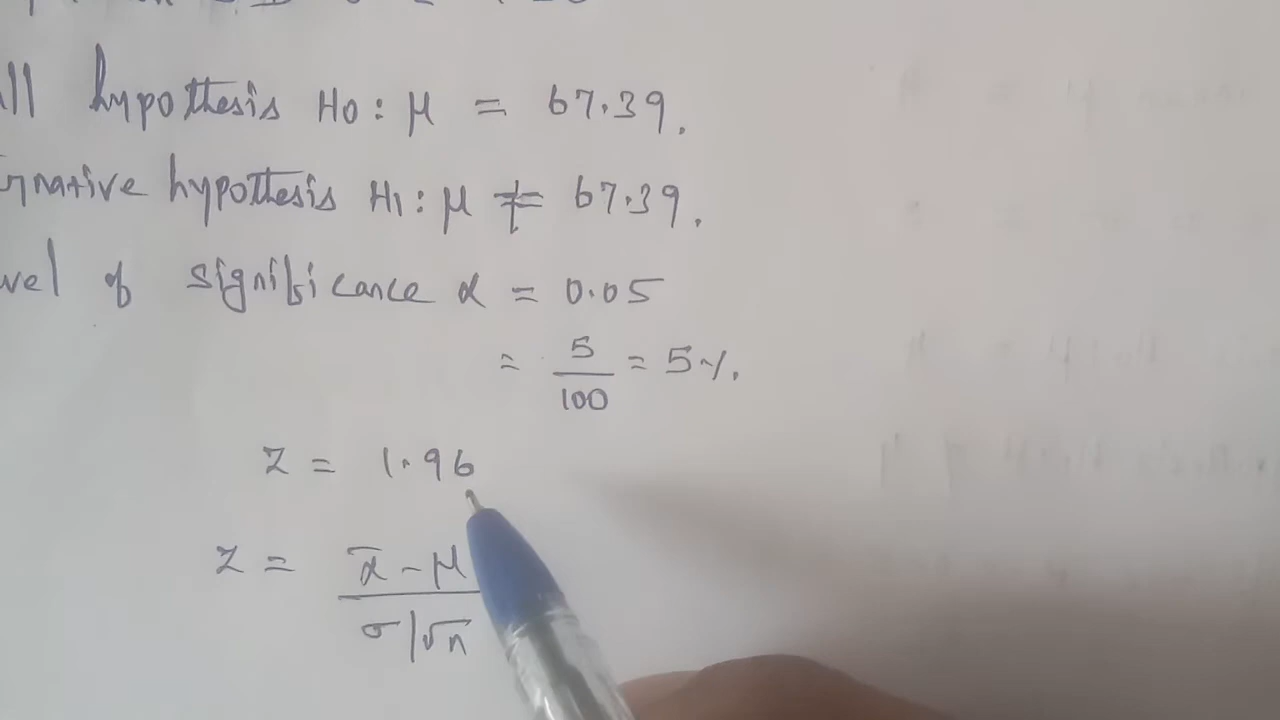 hypothesis H0 : μ = 67.39.
hypothesis H1 : μ ≠ 67.39.
of significance α = 0.05
= 5/100 = 5%.
Z = 1.96
Z = x̄ - μ / σ/√n